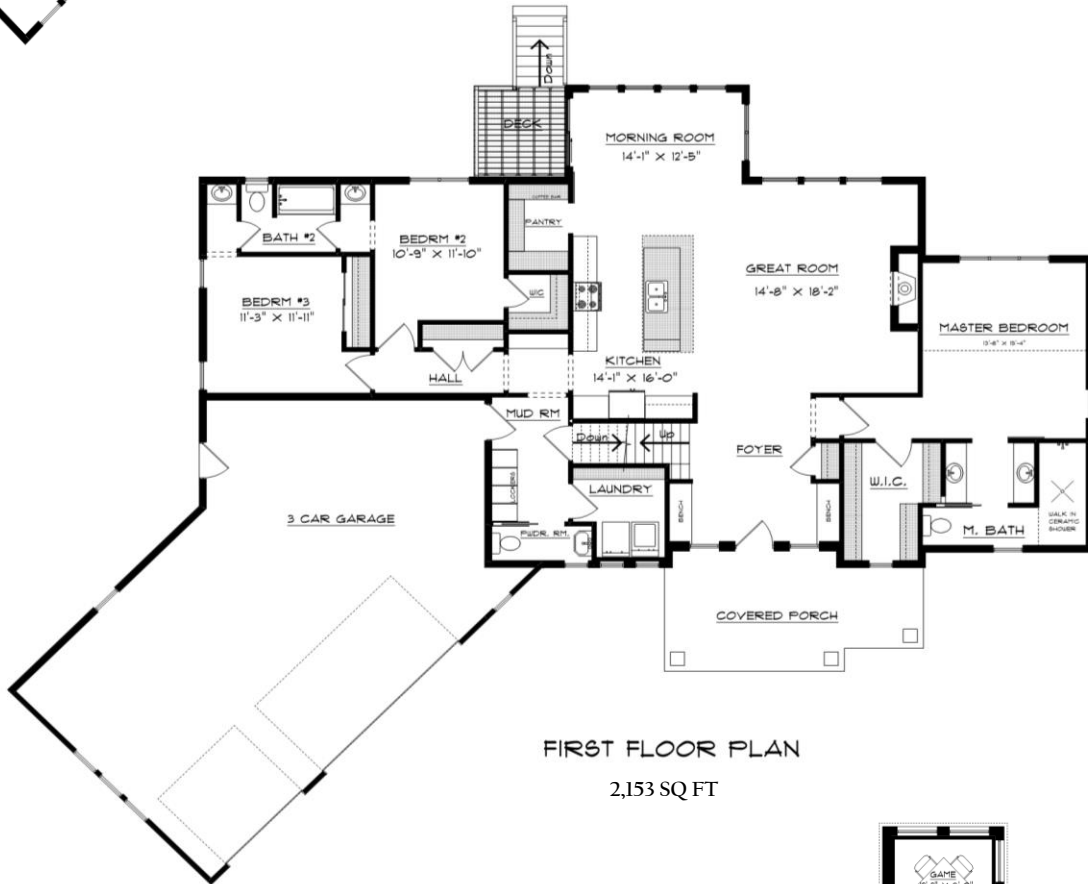 Down
DECK
MORNING ROOM
14'-1" X 12'-5"
PANTRY
BATH #2
BEDRM #2
10'-9" X 11'-10"
GREAT ROOM
14'-8" X 18'-2"
WIC
BEDRM #3
11'-3" X 11'-11"
MASTER BEDROOM
KITCHEN
14'-1" X 16'-0"
HALL
MUD RM
Down
Up
FOYER
LAUNDRY
W.I.C.
LOCKERS
BENCH
BENCH
3 CAR GARAGE
PWDR. RM.
M. BATH
WALK IN
CERAMIC
SHOWER
COVERED PORCH
FIRST FLOOR PLAN
2,153 SQ FT
GAME